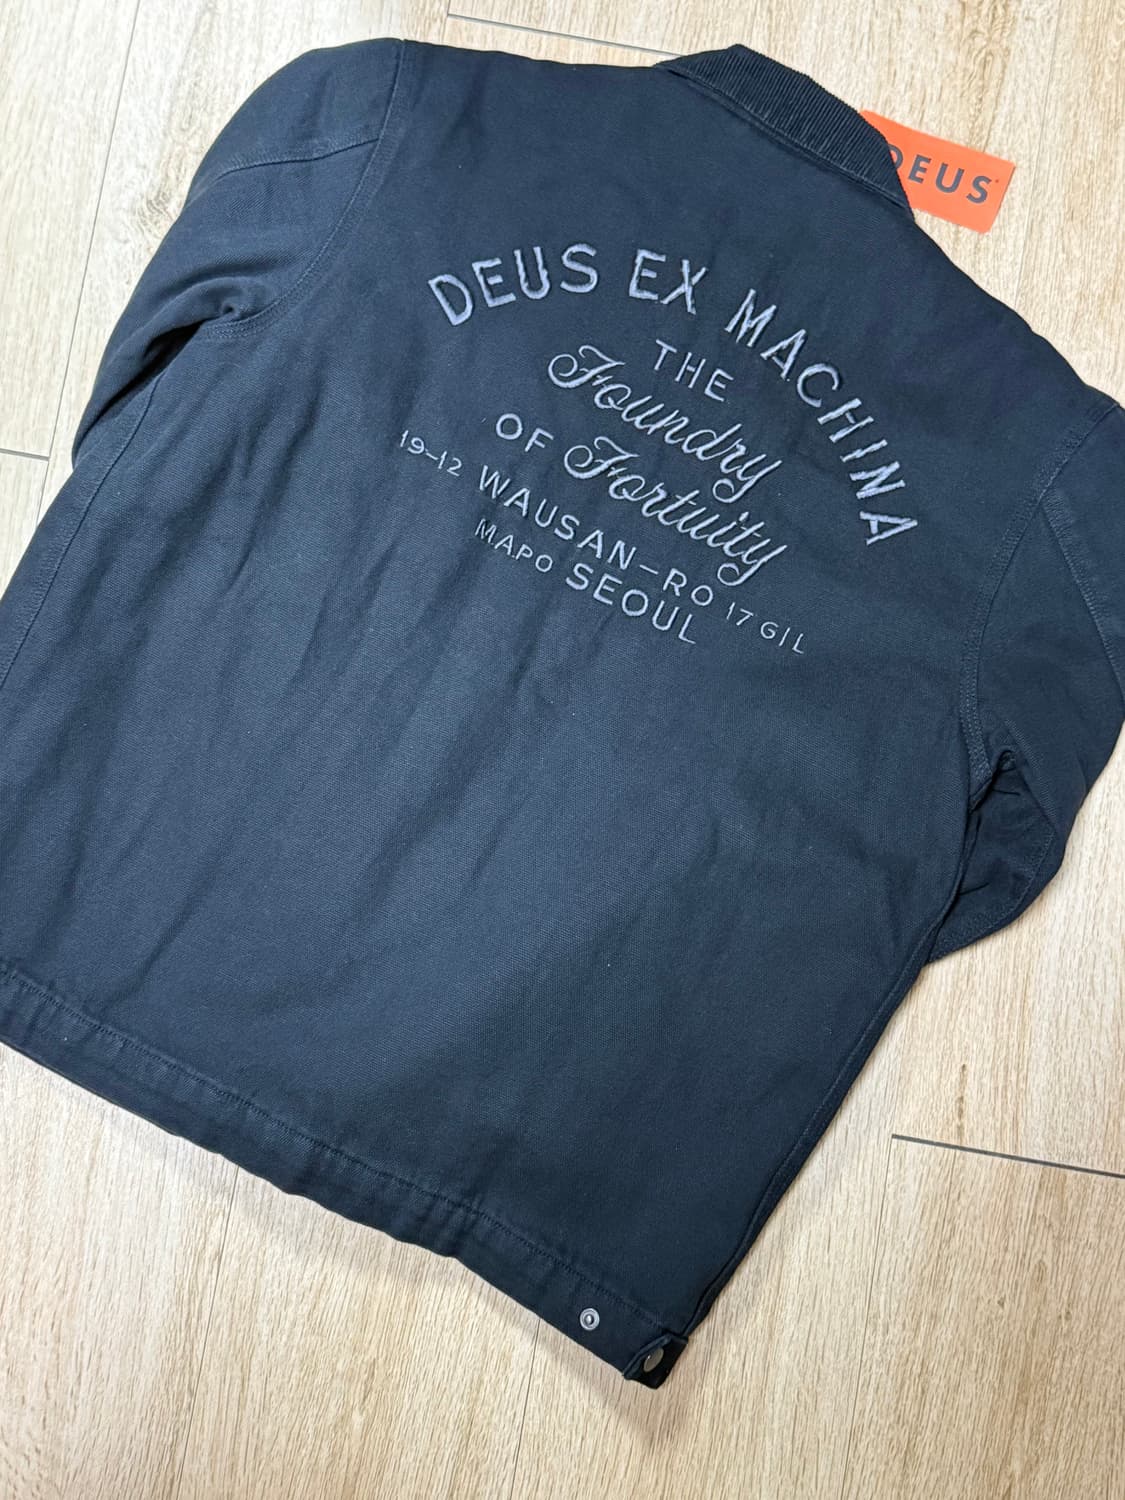 DEUS
DEUS EX MACHINA
THE
Foundry
OF Fortuity
19-12 WAUSAN-RO 17 GIL
MAPO SEOUL